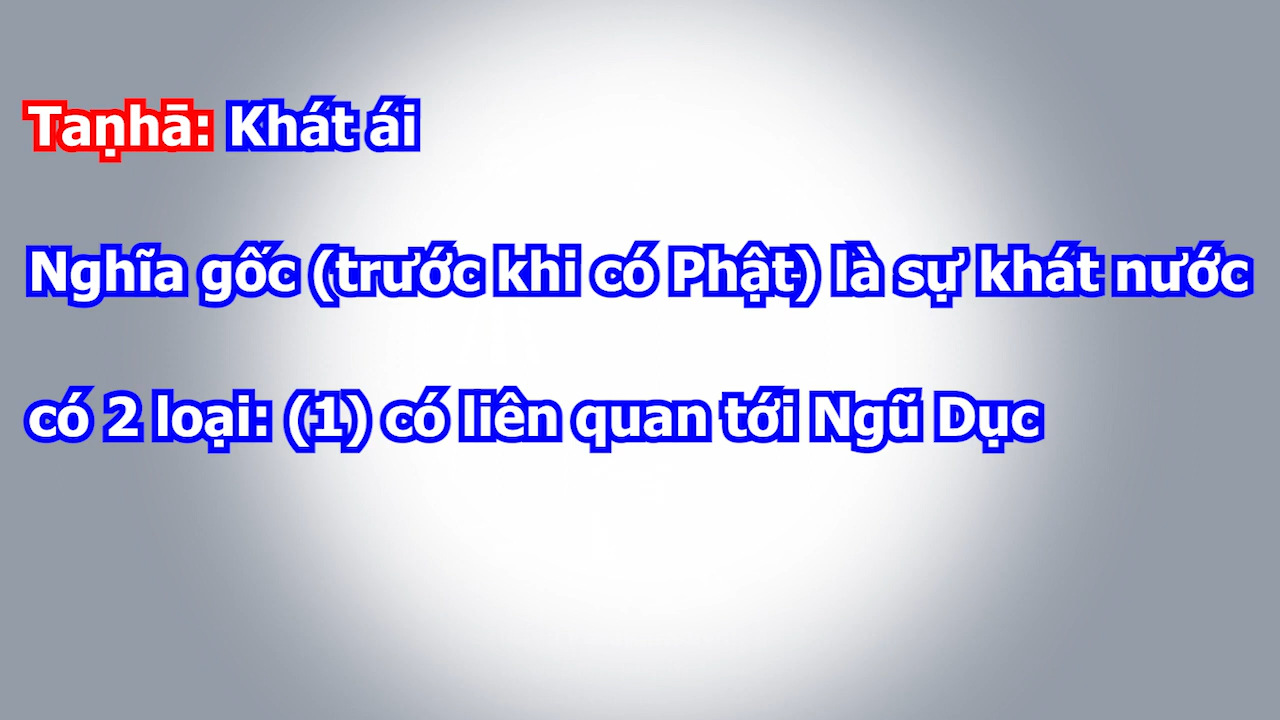 Taṇhā: Khát ái
Nghĩa gốc (trước khi có Phật) là sự khát nước
có 2 loại: (1) có liên quan tới Ngũ Dục